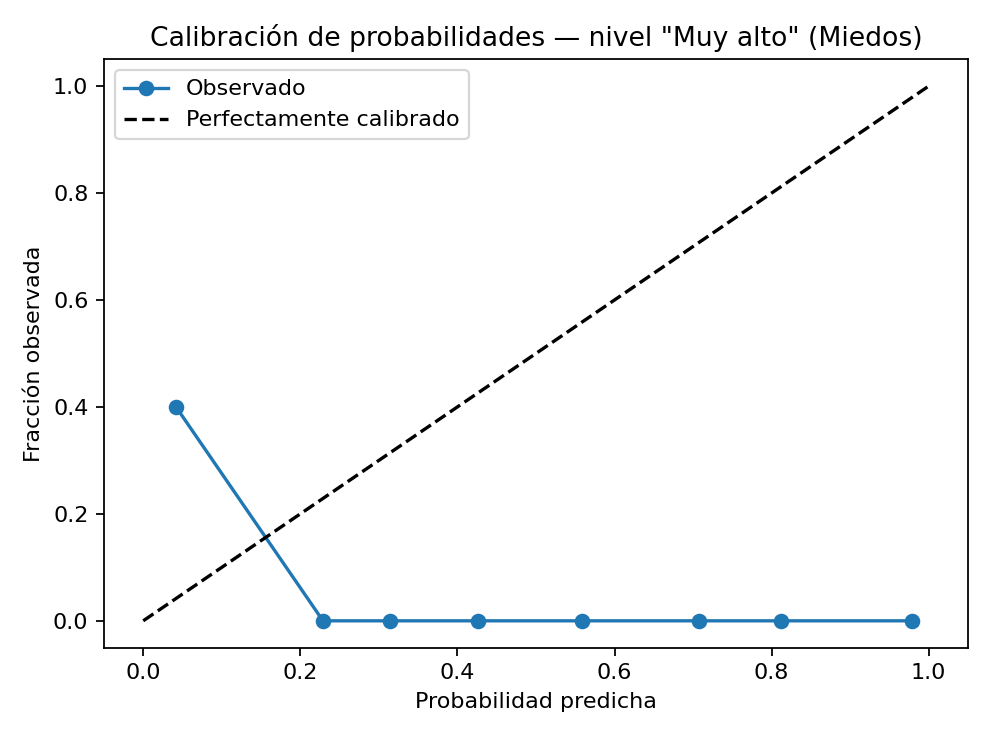 Calibración de probabilidades — nivel "Muy alto" (Miedos)
Observado
Perfectamente calibrado
Fracción observada
1.0
0.8
0.6
0.4
0.2
0.0
0.0 0.2 0.4 0.6 0.8 1.0
Probabilidad predicha